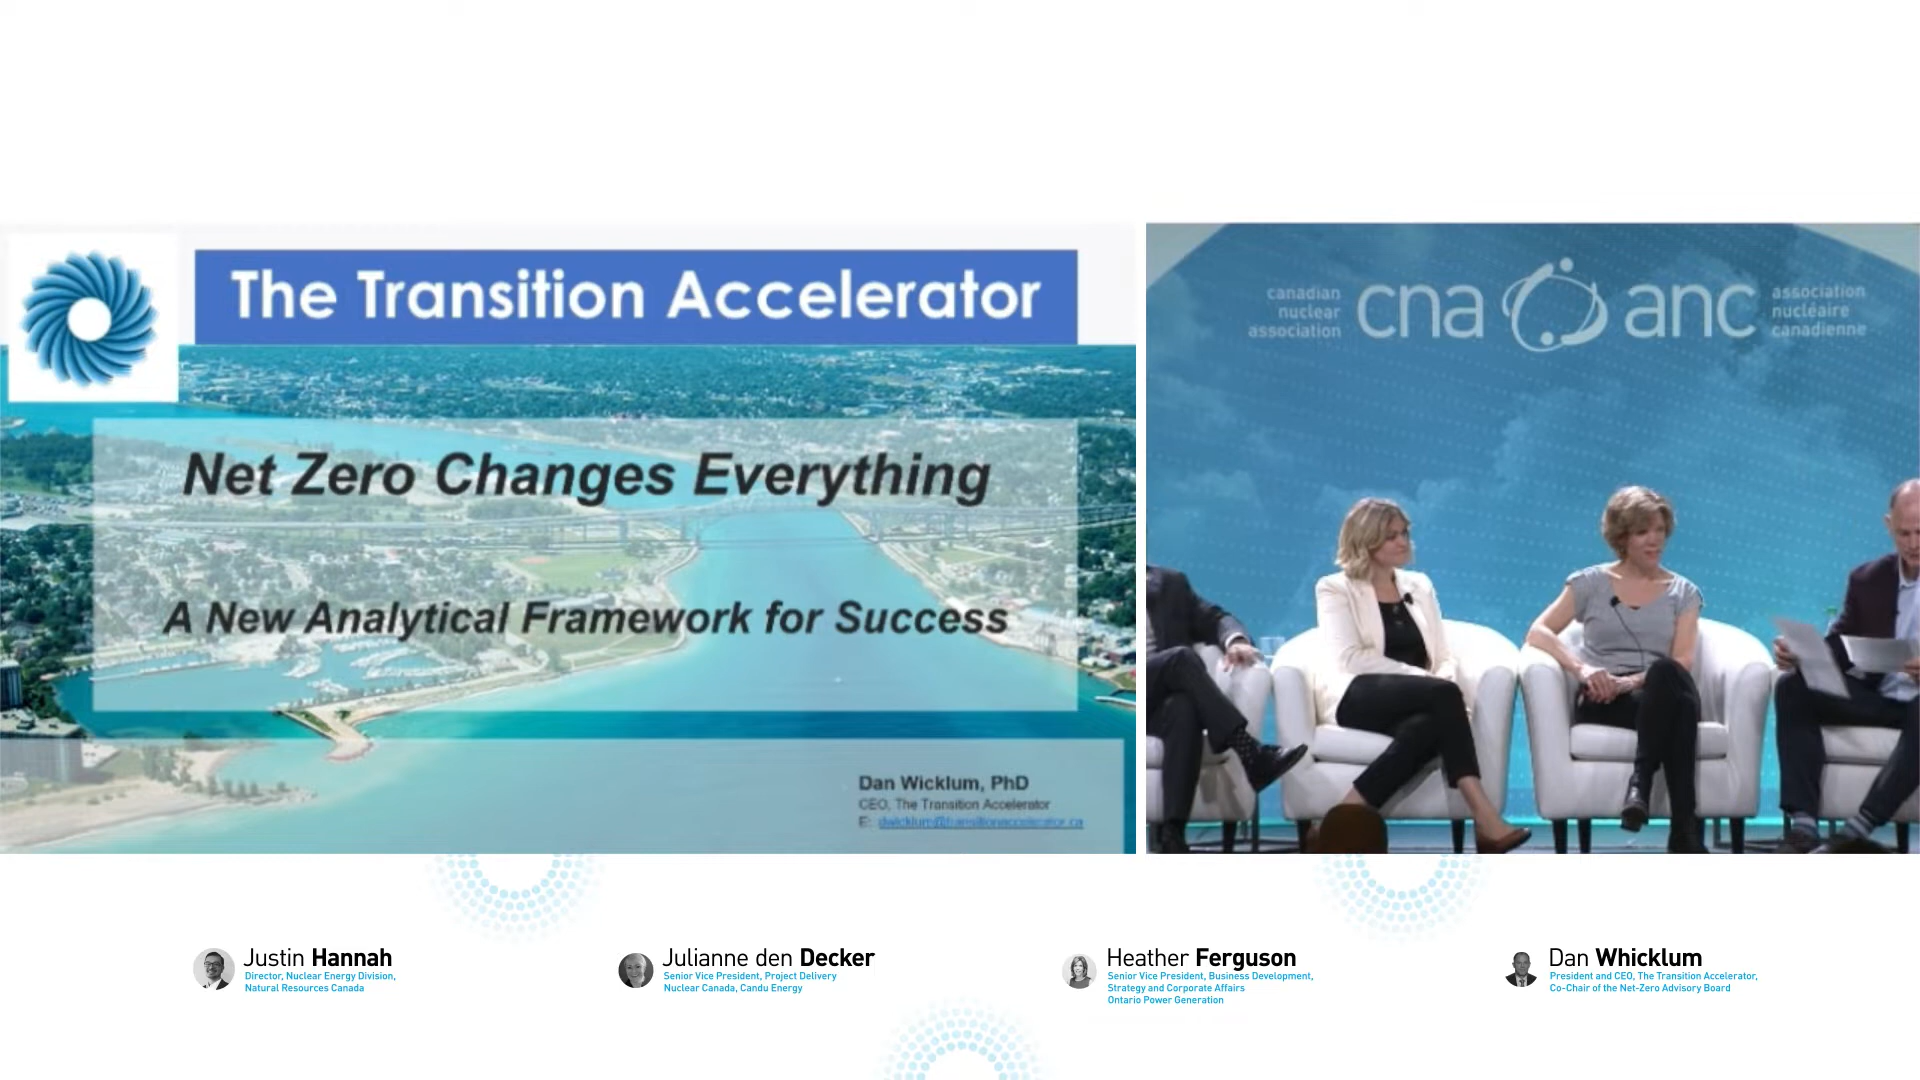 The Transition Accelerator
Net Zero Changes Everything
A New Analytical Framework for Success
Dan Wicklum, PhD
CEO, The Transition Accelerator
E: dwicklum@transitionaccelerator.ca
canadian
nuclear
association
cna anc
association
nucléaire
canadienne
Justin Hannah
Director, Nuclear Energy Division,
Natural Resources Canada
Julianne den Decker
Senior Vice President, Project Delivery
Nuclear Canada, Candu Energy
Heather Ferguson
Senior Vice President, Business Development,
Strategy and Corporate Affairs
Ontario Power Generation
Dan Whicklum
President and CEO, The Transition Accelerator,
Co-Chair of the Net-Zero Advisory Board